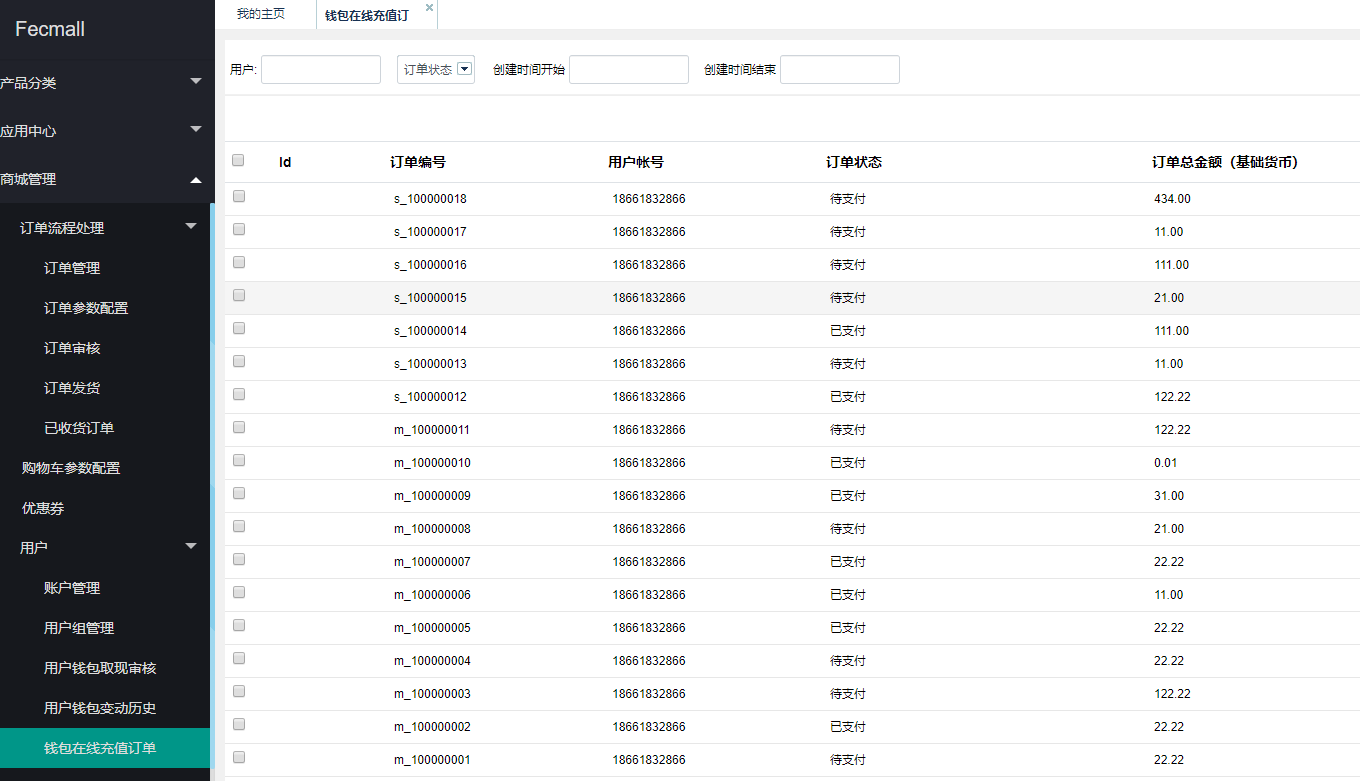 Fecmall
产品分类
应用中心
商城管理
订单流程处理
订单管理
订单参数配置
订单审核
订单发货
已收货订单
购物车参数配置
优惠券
用户
账户管理
用户组管理
用户钱包取现审核
用户钱包变动历史
钱包在线充值订单
我的主页 钱包在线充值订
用户: 订单状态 创建时间开始 创建时间结束
Id 订单编号 用户帐号 订单状态 订单总金额（基础货币）
s_100000018 18661832866 待支付 434.00
s_100000017 18661832866 待支付 11.00
s_100000016 18661832866 待支付 111.00
s_100000015 18661832866 待支付 21.00
s_100000014 18661832866 已支付 111.00
s_100000013 18661832866 待支付 11.00
s_100000012 18661832866 已支付 122.22
m_100000011 18661832866 待支付 122.22
m_100000010 18661832866 已支付 0.01
m_100000009 18661832866 已支付 31.00
m_100000008 18661832866 待支付 21.00
m_100000007 18661832866 已支付 22.22
m_100000006 18661832866 已支付 11.00
m_100000005 18661832866 已支付 22.22
m_100000004 18661832866 待支付 22.22
m_100000003 18661832866 待支付 122.22
m_100000002 18661832866 已支付 22.22
m_100000001 18661832866 待支付 22.22